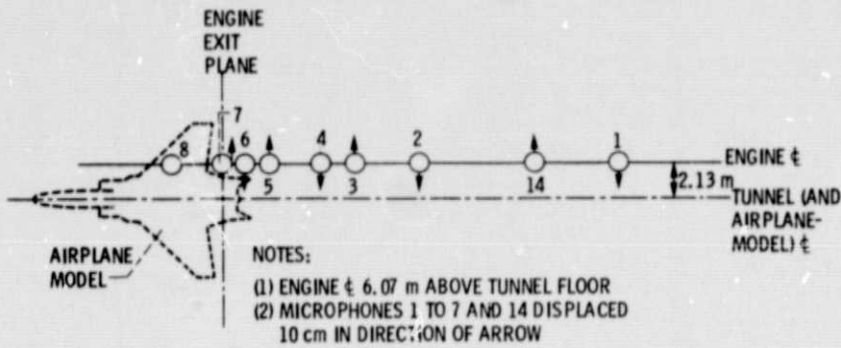 ENGINE
EXIT
PLANE
7
8
6
4
2
1
5
3
14
ENGINE ℄
2.13 m
TUNNEL (AND
AIRPLANE-
MODEL) ℄
AIRPLANE
MODEL
NOTES:
(1) ENGINE ℄ 6.07 m ABOVE TUNNEL FLOOR
(2) MICROPHONES 1 TO 7 AND 14 DISPLACED
10 cm IN DIRECTION OF ARROW